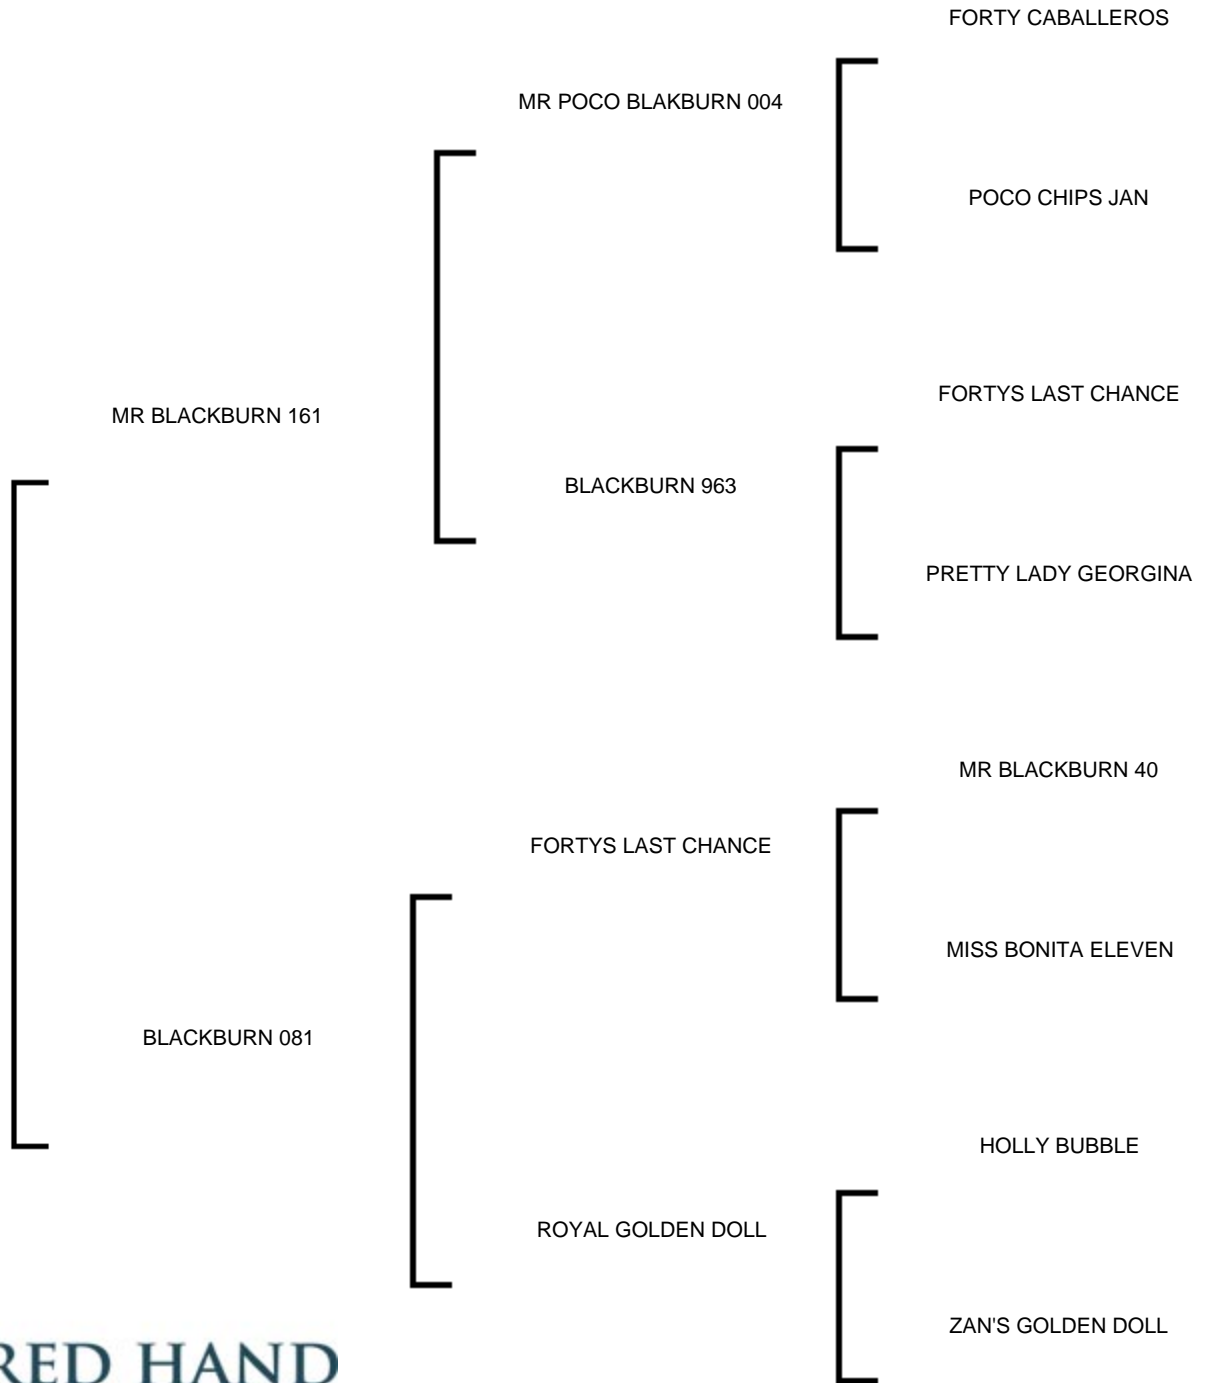 FORTY CABALLEROS
MR POCO BLAKBURN 004
POCO CHIPS JAN
FORTYS LAST CHANCE
MR BLACKBURN 161
BLACKBURN 963
PRETTY LADY GEORGINA
MR BLACKBURN 40
FORTYS LAST CHANCE
MISS BONITA ELEVEN
BLACKBURN 081
HOLLY BUBBLE
ROYAL GOLDEN DOLL
ZAN'S GOLDEN DOLL
RED HAND